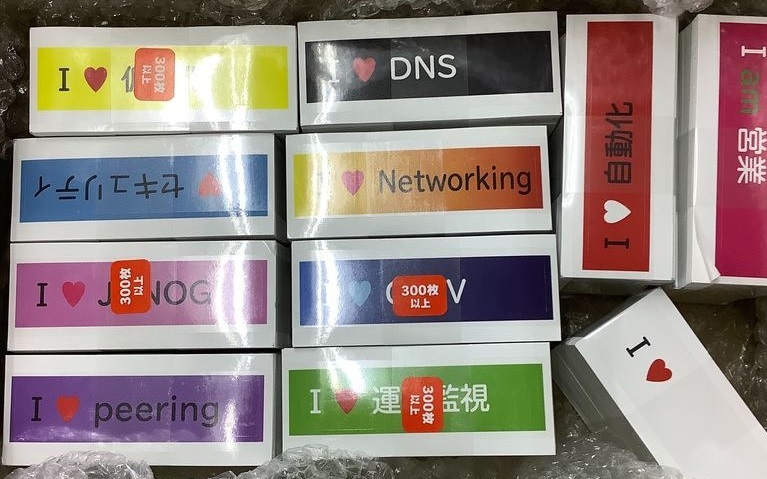 I ❤ 
300枚
以上
I ❤ DNS
I ❤ 自動化
I am 営業
I ❤ セキュリティ
I ❤ Networking
I ❤ J NOG
300枚
以上
I ❤ V
300枚
以上
I ❤ peering
I ❤ 運 監視
300枚
以上
I ❤